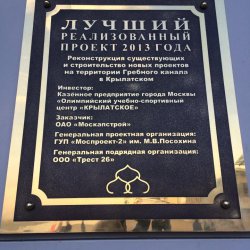 ЛУЧШИЙ
РЕАЛИЗОВАННЫЙ
ПРОЕКТ 2013 ГОДА
Реконструкция существующих
и строительство новых проектов
на территории Гребного канала
в Крылатском
Инвестор:
Казённое предприятие города Москвы
«Олимпийский учебно-спортивный
центр «КРЫЛАТСКОЕ»
Заказчик:
ОАО «Москапстрой»
Генеральная проектная организация:
ГУП «Моспроект-2» им. М.В.Посохина
Генеральная подрядная организация:
ООО «Трест 26»